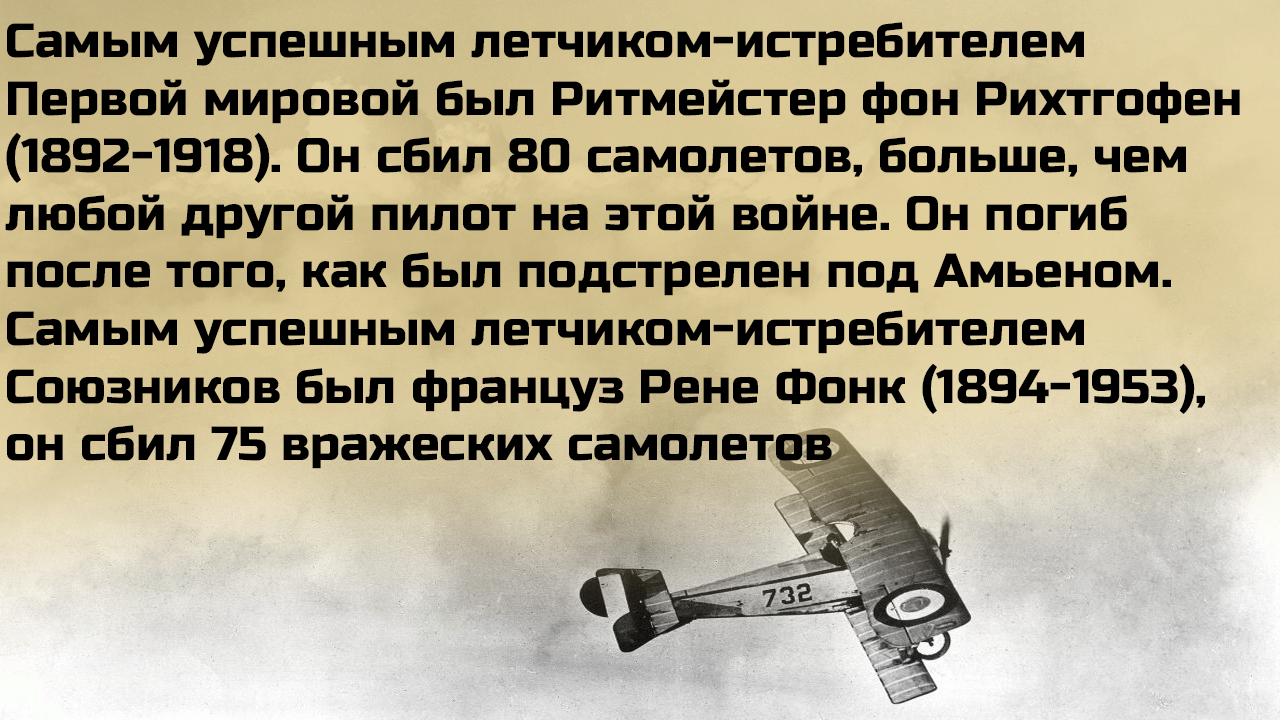 Самым успешным летчиком-истребителем
Первой мировой был Ритмейстер фон Рихтгофен
(1892-1918). Он сбил 80 самолетов, больше, чем
любой другой пилот на этой войне. Он погиб
после того, как был подстрелен под Амьеном.
Самым успешным летчиком-истребителем
Союзников был француз Рене Фонк (1894-1953),
он сбил 75 вражеских самолетов
732